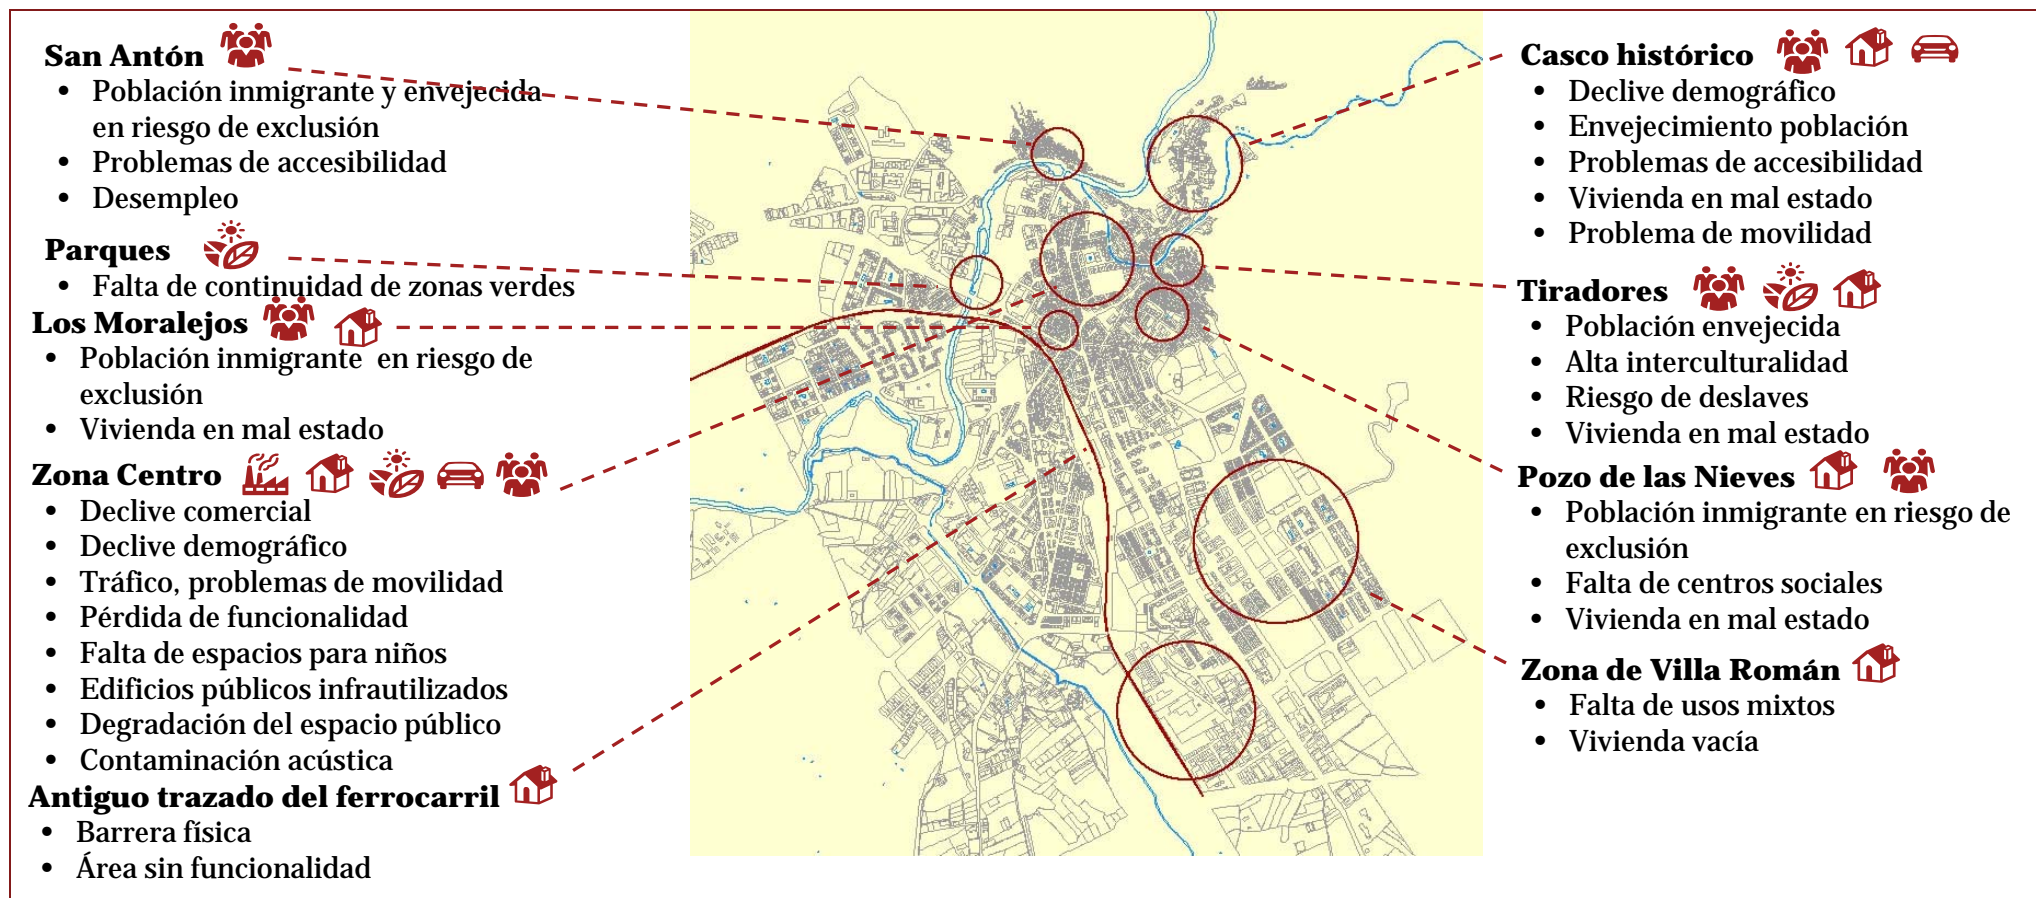 San Antón
• Población inmigrante y envejecida
en riesgo de exclusión
• Problemas de accesibilidad
• Desempleo
Parques
• Falta de continuidad de zonas verdes
Los Moralejos
• Población inmigrante en riesgo de
exclusión
• Vivienda en mal estado
Zona Centro
• Declive comercial
• Declive demográfico
• Tráfico, problemas de movilidad
• Pérdida de funcionalidad
• Falta de espacios para niños
• Edificios públicos infrautilizados
• Degradación del espacio público
• Contaminación acústica
Antiguo trazado del ferrocarril
• Barrera física
• Área sin funcionalidad
Casco histórico
• Declive demográfico
• Envejecimiento población
• Problemas de accesibilidad
• Vivienda en mal estado
• Problema de movilidad
Tiradores
• Población envejecida
• Alta interculturalidad
• Riesgo de deslaves
• Vivienda en mal estado
Pozo de las Nieves
• Población inmigrante en riesgo de
exclusión
• Falta de centros sociales
• Vivienda en mal estado
Zona de Villa Román
• Falta de usos mixtos
• Vivienda vacía